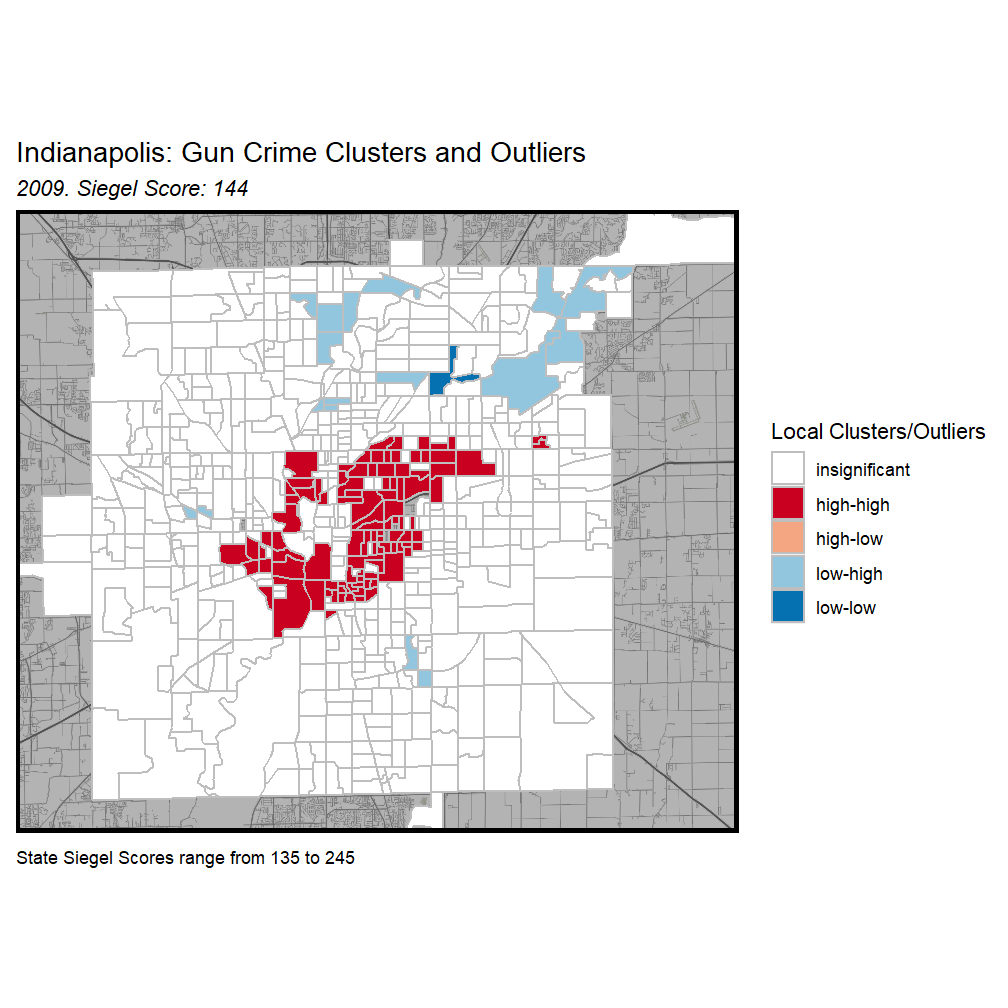 Indianapolis: Gun Crime Clusters and Outliers
2009. Siegel Score: 144
Local Clusters/Outliers
insignificant
high-high
high-low
low-high
low-low
State Siegel Scores range from 135 to 245